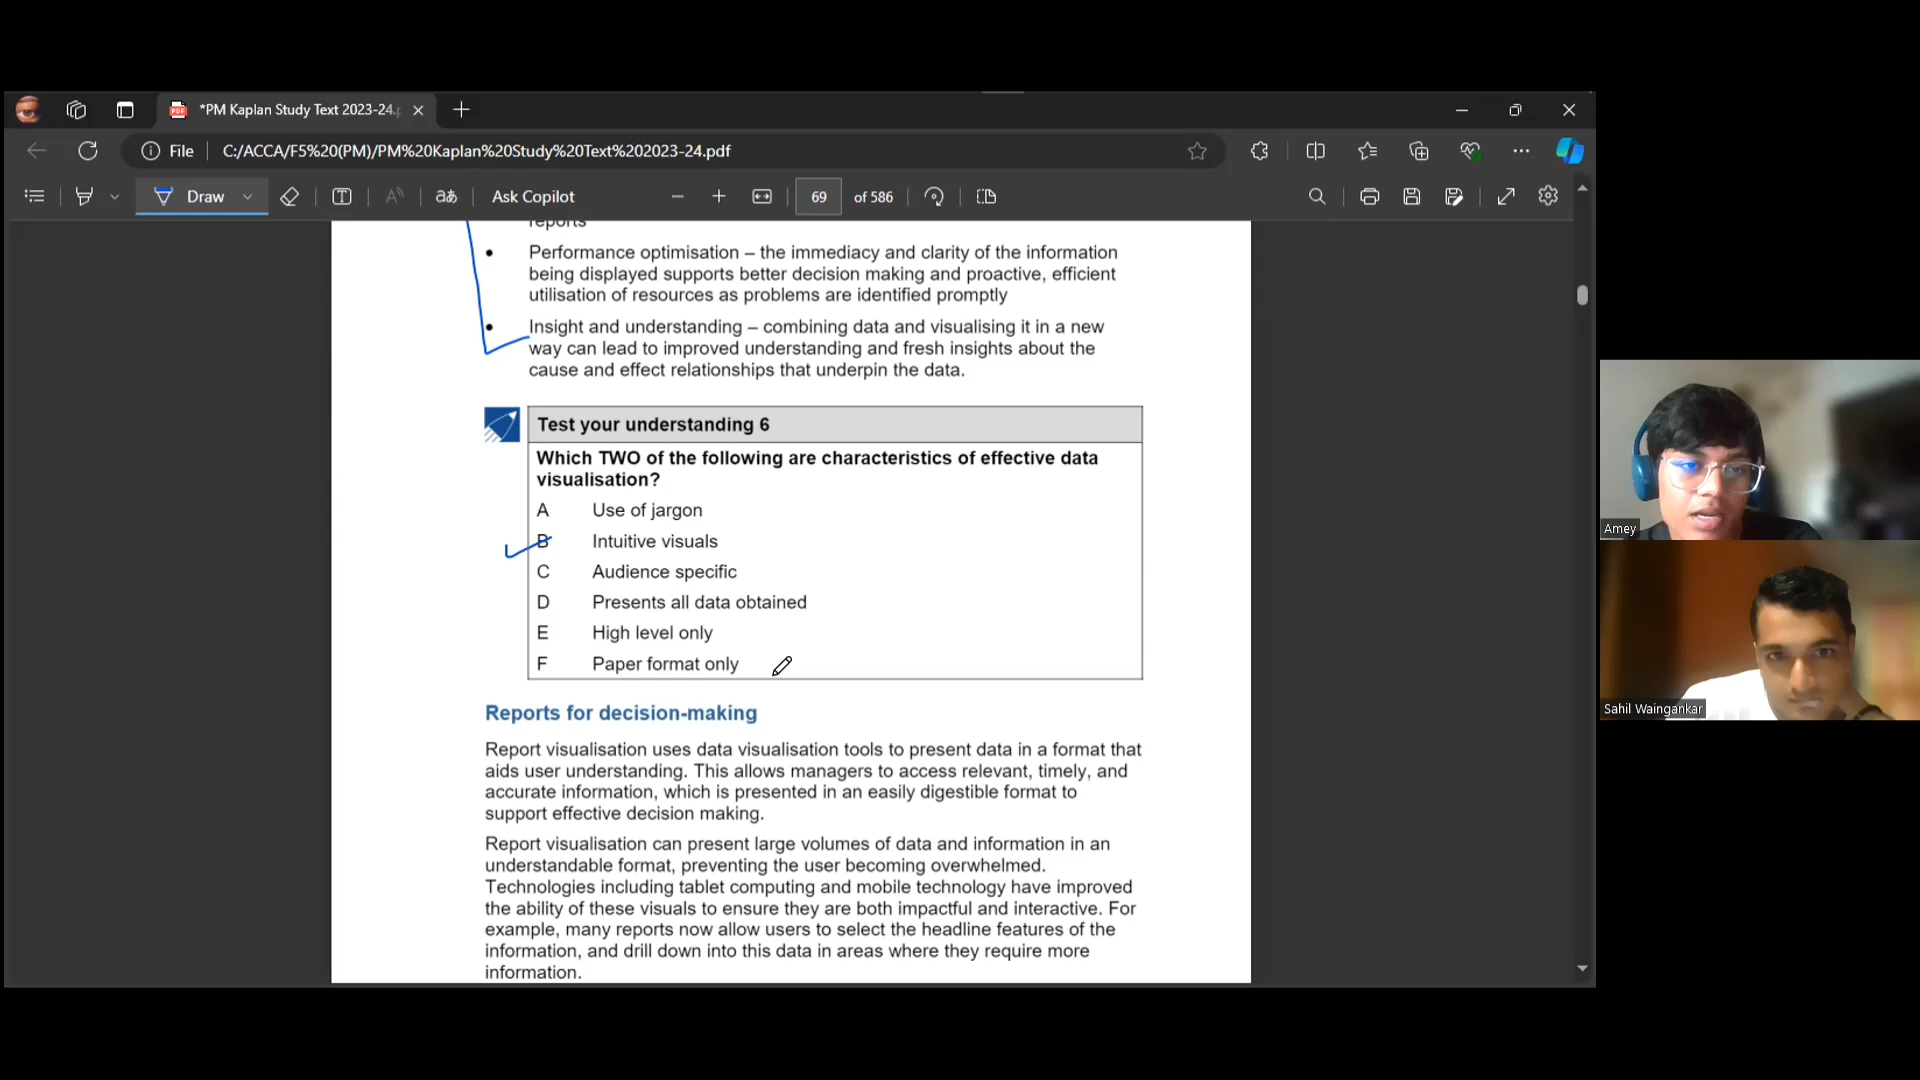 *PM Kaplan Study Text 2023-24.p
File
C:/ACCA/F5%20(PM)/PM%20Kaplan%20Study%20Text%202023-24.pdf
Draw
Ask Copilot
69 of 586
reports
• Performance optimisation – the immediacy and clarity of the information
being displayed supports better decision making and proactive, efficient
utilisation of resources as problems are identified promptly
• Insight and understanding – combining data and visualising it in a new
way can lead to improved understanding and fresh insights about the
cause and effect relationships that underpin the data.
Test your understanding 6
Which TWO of the following are characteristics of effective data
visualisation?
A Use of jargon
B Intuitive visuals
C Audience specific
D Presents all data obtained
E High level only
F Paper format only
Reports for decision-making
Report visualisation uses data visualisation tools to present data in a format that
aids user understanding. This allows managers to access relevant, timely, and
accurate information, which is presented in an easily digestible format to
support effective decision making.
Report visualisation can present large volumes of data and information in an
understandable format, preventing the user becoming overwhelmed.
Technologies including tablet computing and mobile technology have improved
the ability of these visuals to ensure they are both impactful and interactive. For
example, many reports now allow users to select the headline features of the
information, and drill down into this data in areas where they require more
information.
Amey
Sahil Waingankar